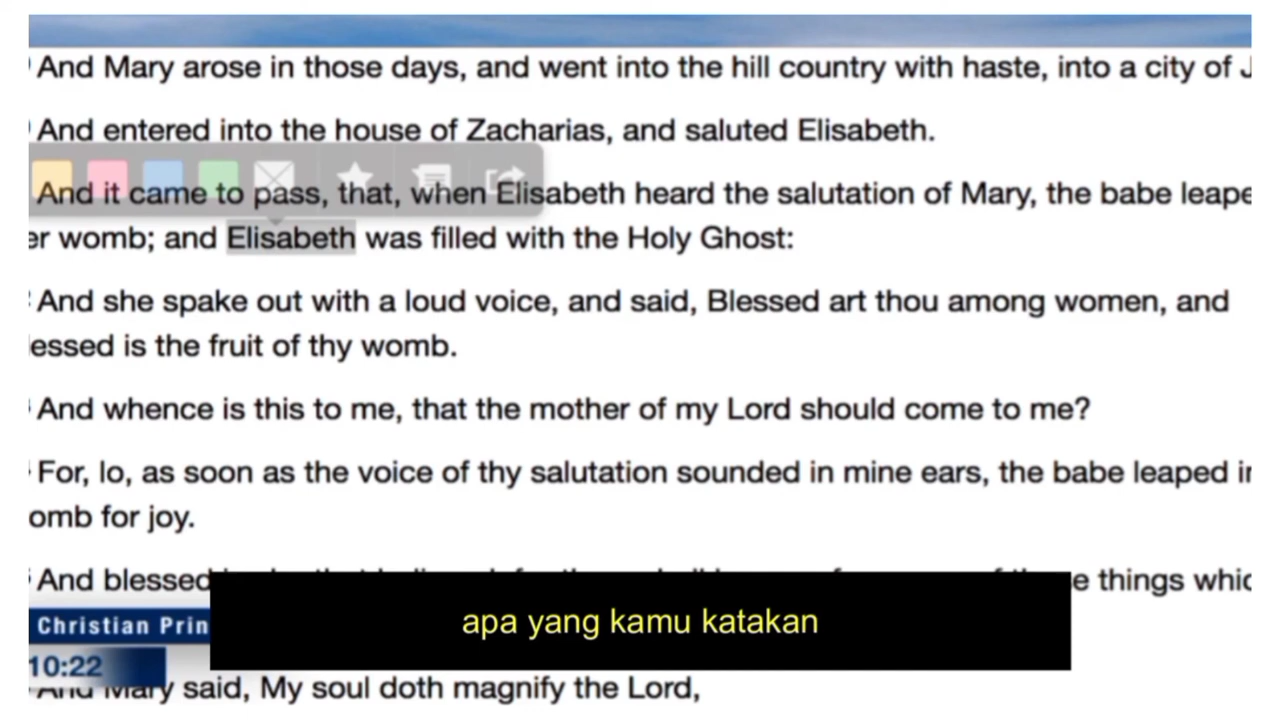 And Mary arose in those days, and went into the hill country with haste, into a city of J
And entered into the house of Zacharias, and saluted Elisabeth.
And it came to pass, that, when Elisabeth heard the salutation of Mary, the babe leape
er womb; and Elisabeth was filled with the Holy Ghost:
And she spake out with a loud voice, and said, Blessed art thou among women, and
lessed is the fruit of thy womb.
And whence is this to me, that the mother of my Lord should come to me?
For, lo, as soon as the voice of thy salutation sounded in mine ears, the babe leaped in
omb for joy.
And blessed things whic
Christian Prin
apa yang kamu katakan
10:22
And Mary said, My soul doth magnify the Lord,